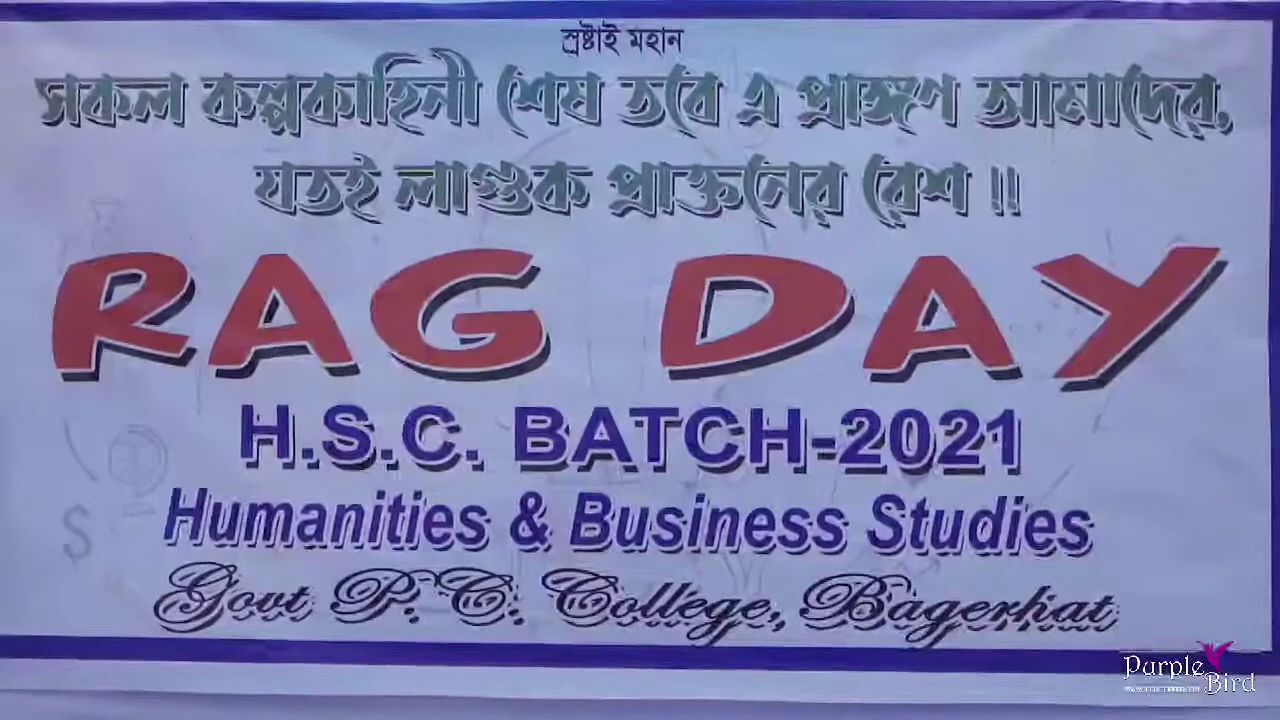 স্রষ্টাই মহান
সকল কল্পকাহিনী শেষ তবে এ প্রাঙ্গণ আমাদের,
যতই লাগুক প্রাক্তনের রেশ !!
RAG DAY
H.S.C. BATCH-2021
Humanities & Business Studies
Govt P. C. College, Bagerhat
Purple
Bird